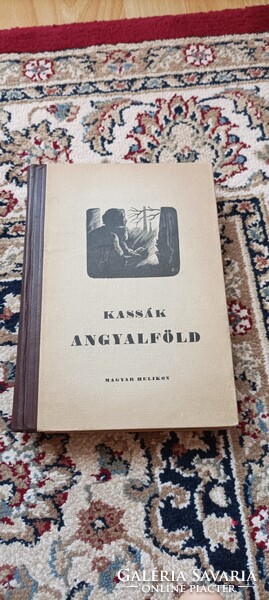 KASSÁK
ANGYALFÖLD
MAGYAR HELIKON
GALÉRIA SAVARIA
ONLINE PIACTÉR